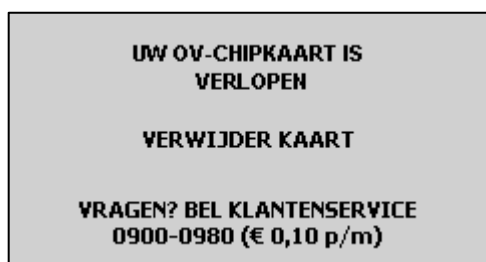 UW OV-CHIPKAART IS
VERLOPEN
VERWIJDER KAART
VRAGEN? BEL KLANTENSERVICE
0900-0980 (€ 0,10 p/m)